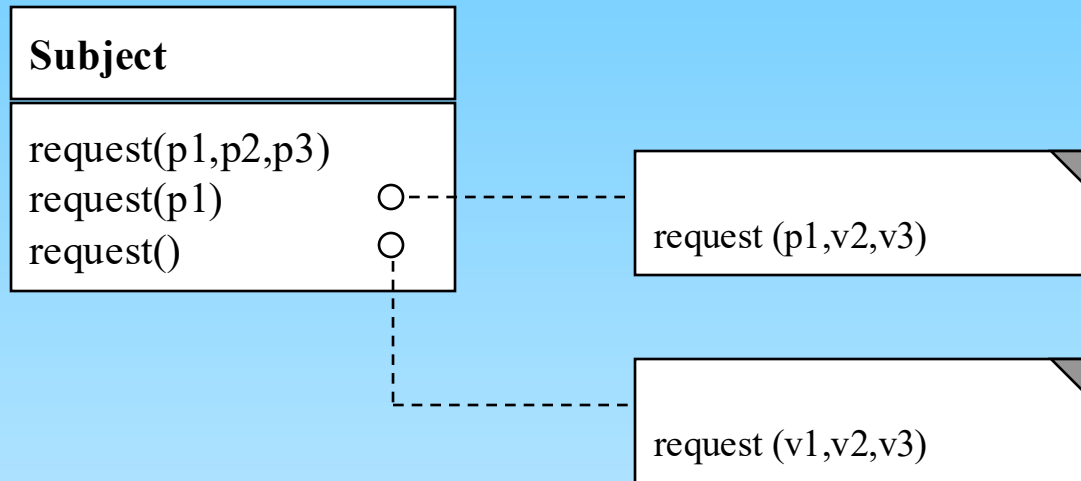 Subject
request(p1,p2,p3)
request(p1)
request()
request (p1,v2,v3)
request (v1,v2,v3)